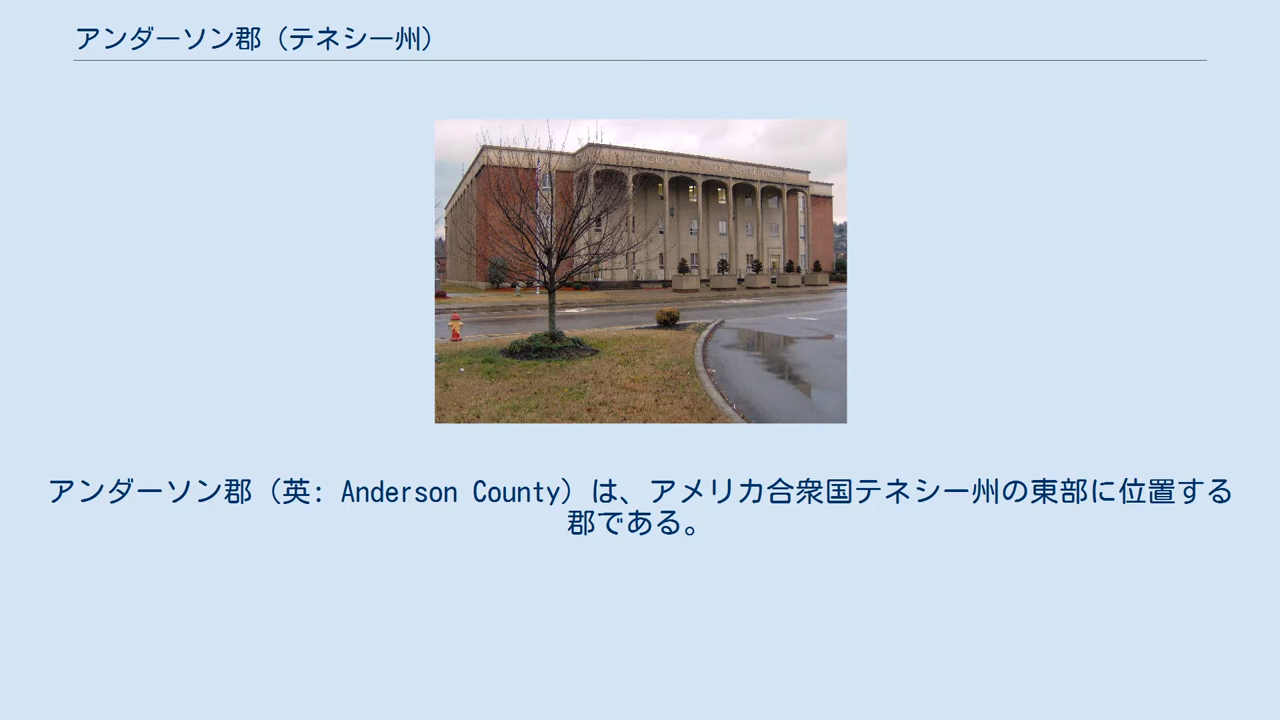 アンダーソン郡（テネシー州）
ANDERSON
アンダーソン郡（英: Anderson County）は、アメリカ合衆国テネシー州の東部に位置する
郡である。